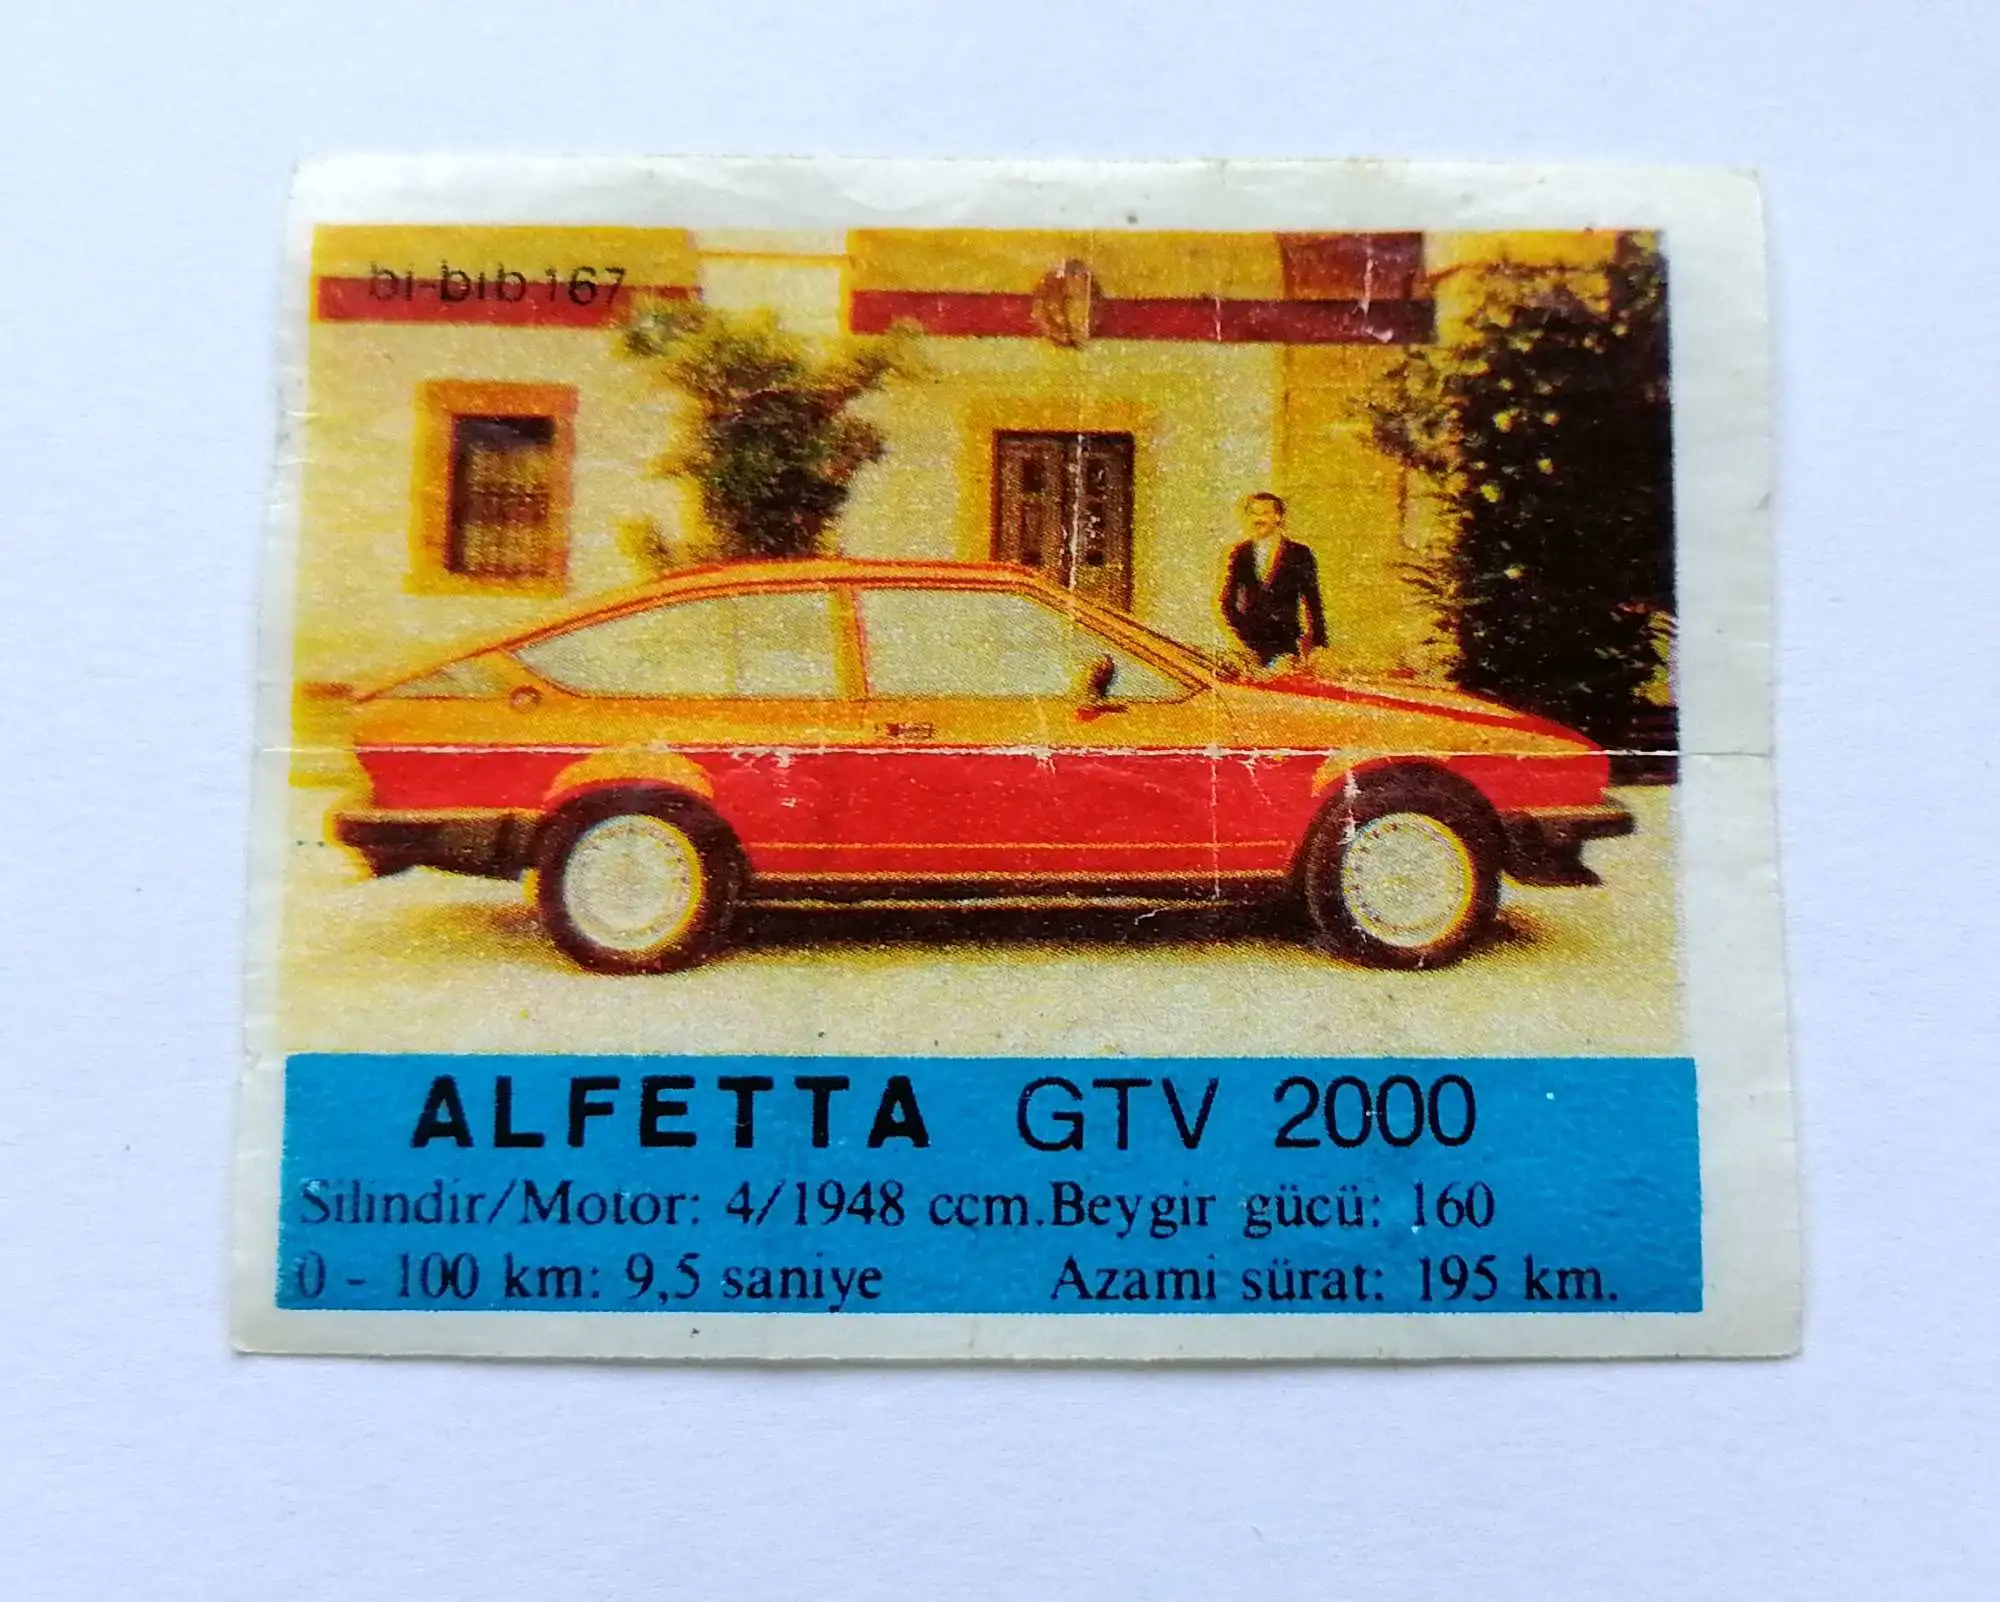 bi-bib 167
ALFETTA GTV 2000
Silindir/Motor: 4/1948 ccm. Beygir gücü: 160
0 - 100 km: 9,5 saniye Azami sürat: 195 km.